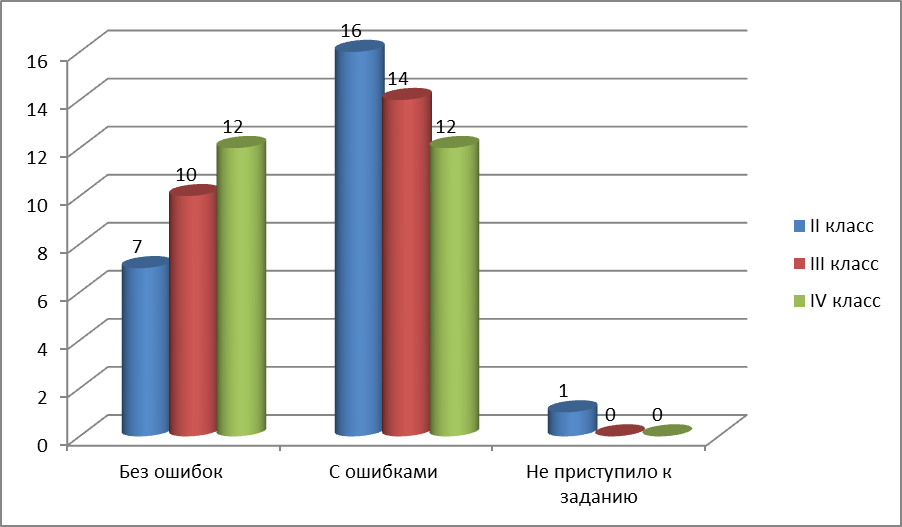 16
14
12
10
8
6
4
2
0
7
10
12
16
14
12
1
0
0
Без ошибок
С ошибками
Не приступило к
заданию
II класс
III класс
IV класс